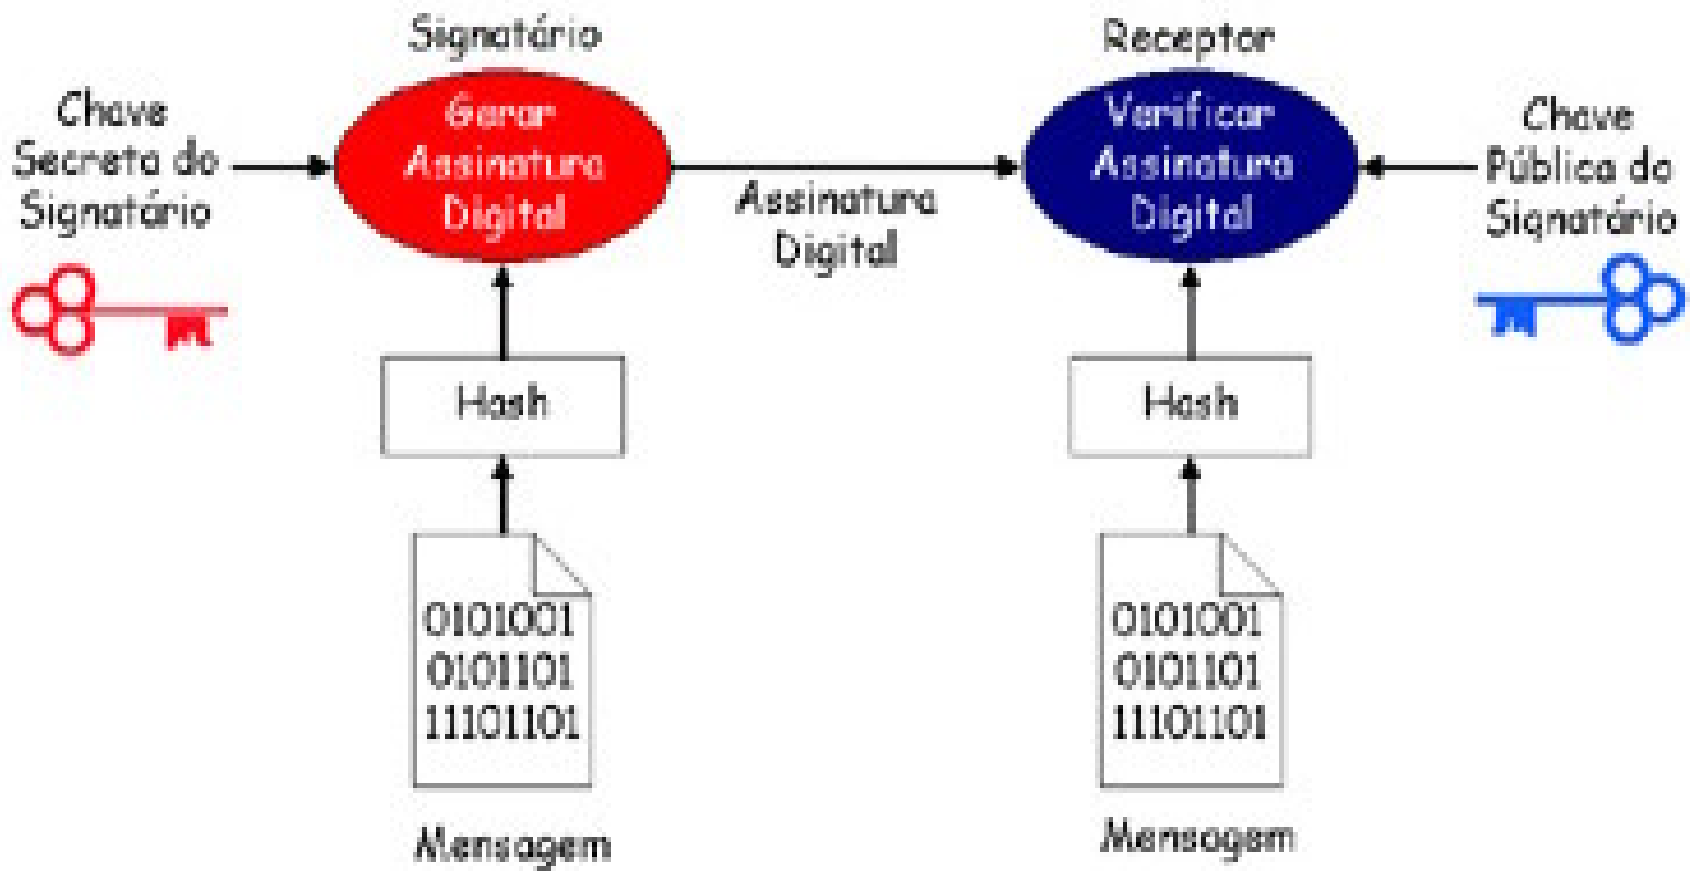 Signatário
Chave
Secreta do
Signatário
Gerar
Assinatura
Digital
Assinatura
Digital
Receptor
Verificar
Assinatura
Digital
Chave
Pública do
Signatário
Hash
Hash
0101001
0101101
11101101
Mensagem
0101001
0101101
11101101
Mensagem